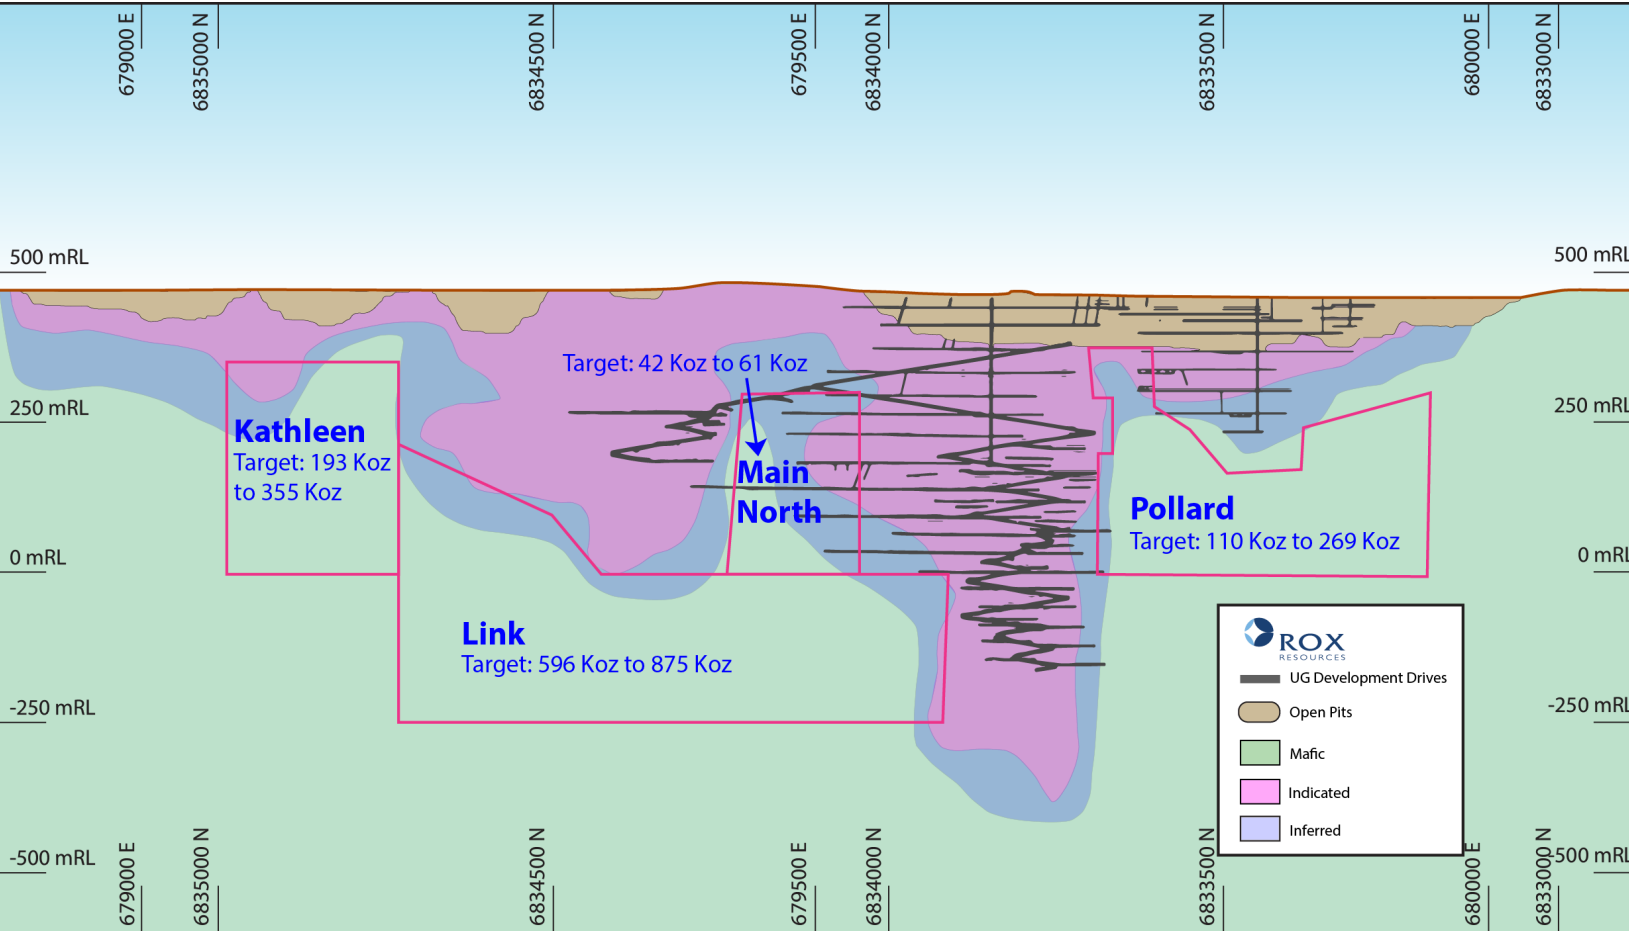 679000 E
6835000 N
6834500 N
679500 E
6834000 N
6833500 N
680000 E
6833000 N
500 mRL
500 mRL
Target: 42 Koz to 61 Koz
250 mRL
250 mRL
Kathleen
Target: 193 Koz
to 355 Koz
Main
North
Pollard
Target: 110 Koz to 269 Koz
0 mRL
0 mRL
Link
Target: 596 Koz to 875 Koz
ROX
RESOURCES
UG Development Drives
Open Pits
Mafic
Indicated
Inferred
-250 mRL
-250 mRL
-500 mRL
-500 mRL
679000 E
6835000 N
6834500 N
679500 E
6834000 N
6833500 N
680000 E
6833000 N